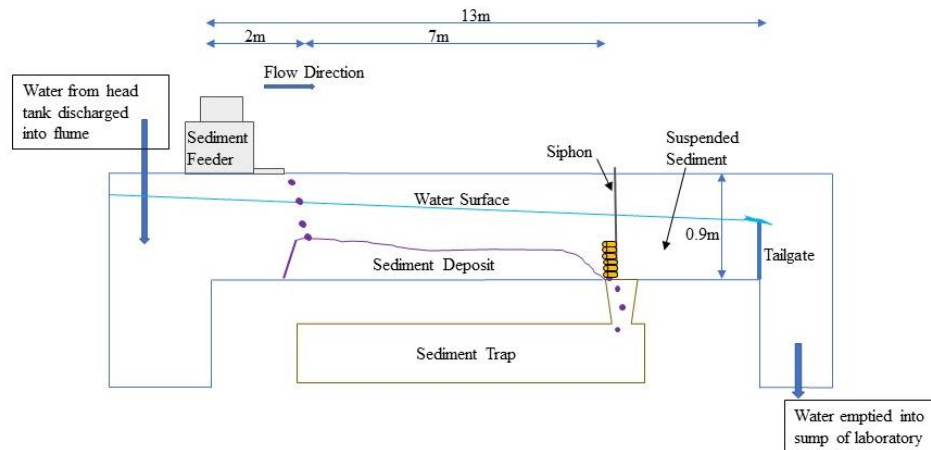 13m
2m
7m
Flow Direction
Water from head
tank discharged
into flume
Sediment
Feeder
Siphon
Suspended
Sediment
Water Surface
0.9m
Tailgate
Sediment Deposit
Sediment Trap
Water emptied into
sump of laboratory